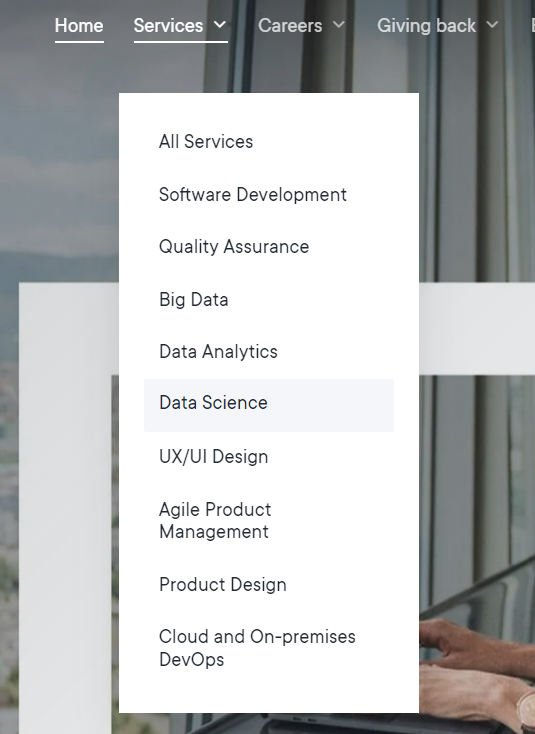 Home Services Careers Giving back
All Services
Software Development
Quality Assurance
Big Data
Data Analytics
Data Science
UX/UI Design
Agile Product
Management
Product Design
Cloud and On-premises
DevOps